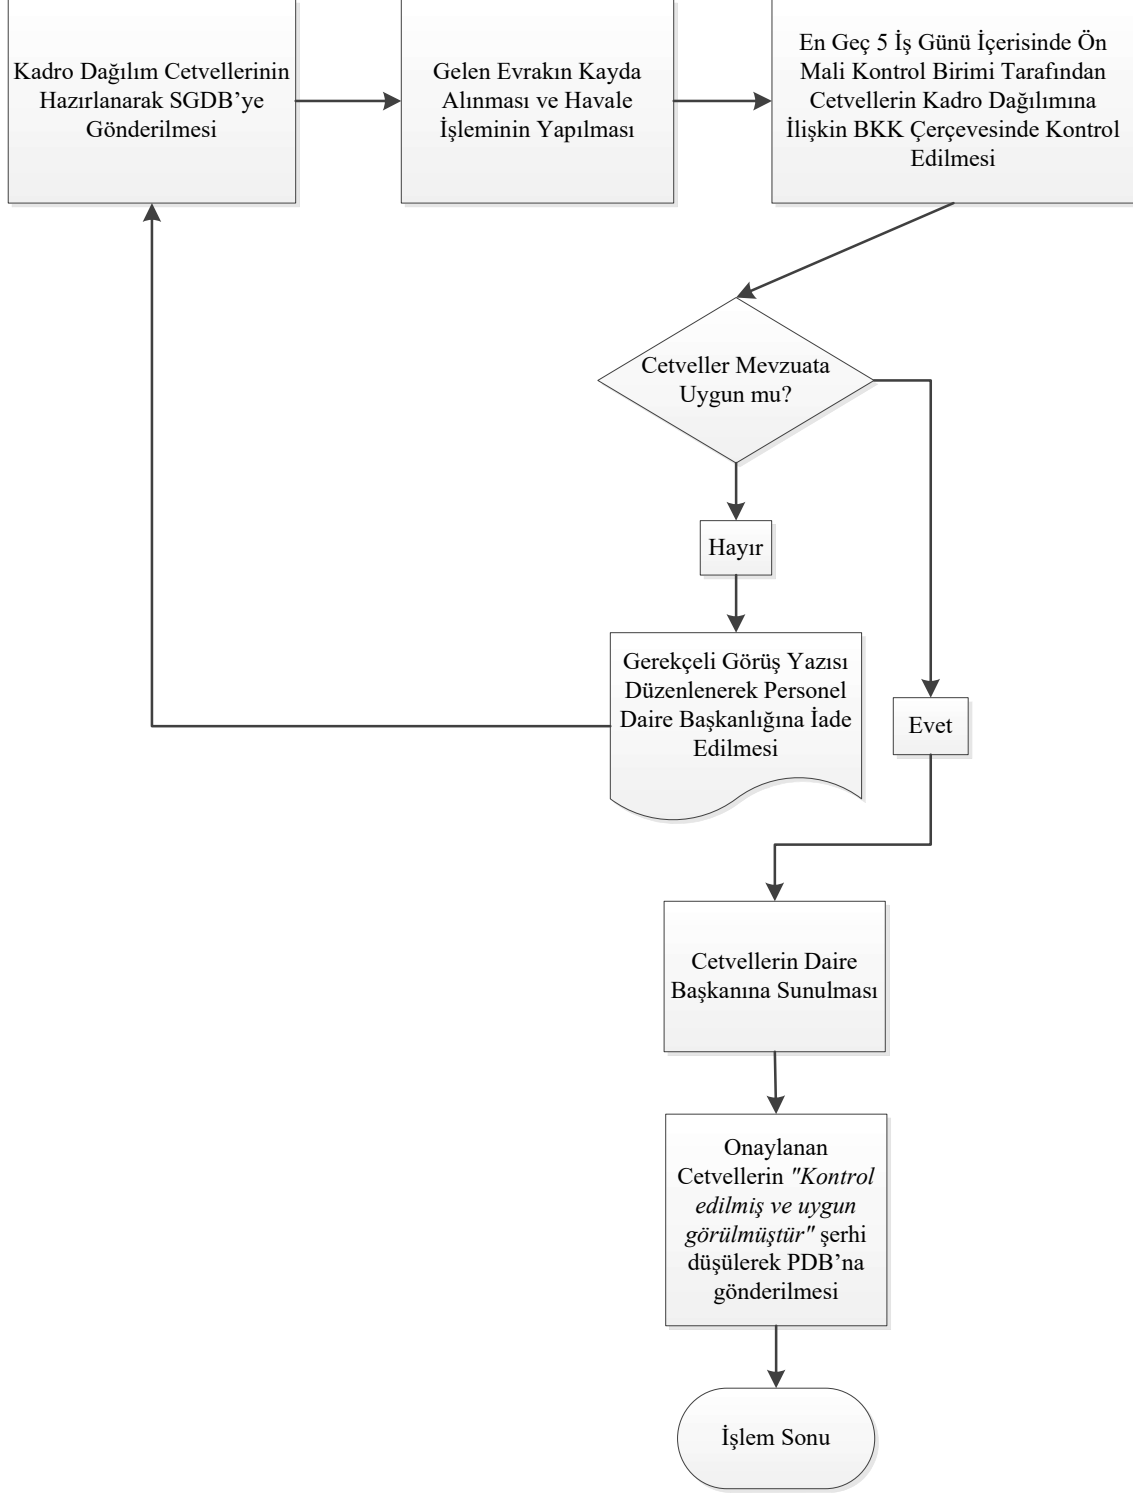 Kadro Dağılım Cetvellerinin
Hazırlanarak SGDB’ye
Gönderilmesi
Gelen Evrakın Kayda
Alınması ve Havale
İşleminin Yapılması
En Geç 5 İş Günü İçerisinde Ön
Mali Kontrol Birimi Tarafından
Cetvellerin Kadro Dağılımına
İlişkin BKK Çerçevesinde Kontrol
Edilmesi
Cetveller Mevzuata
Uygun mu?
Hayır
Gerekçeli Görüş Yazısı
Düzenlenerek Personel
Daire Başkanlığına İade
Edilmesi
Evet
Cetvellerin Daire
Başkanına Sunulması
Onaylanan
Cetvellerin "Kontrol
edilmiş ve uygun
görülmüştür" şerhi
düşülerek PDB’na
gönderilmesi
İşlem Sonu